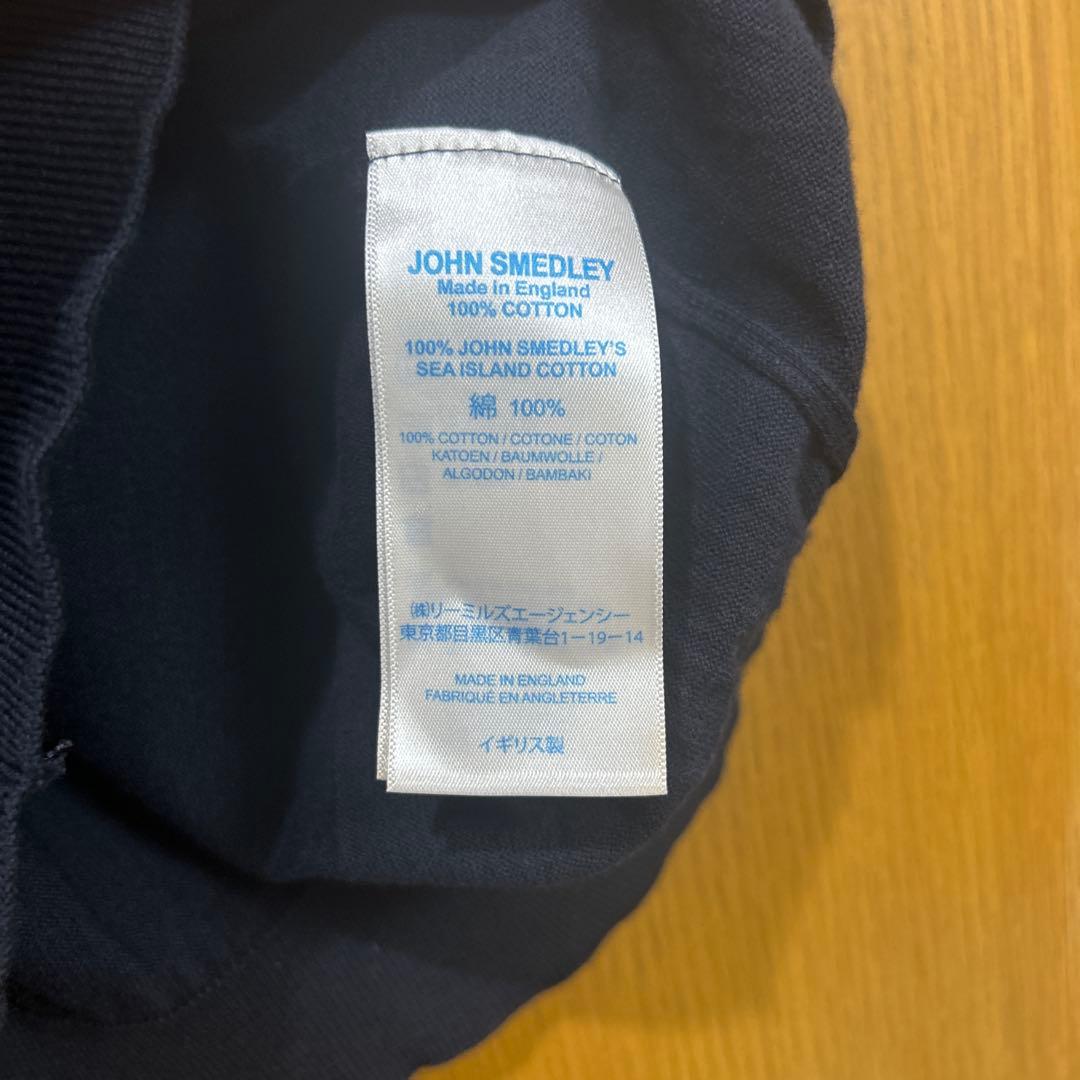 JOHN SMEDLEY
Made in England
100% COTTON
100% JOHN SMEDLEY'S
SEA ISLAND COTTON
綿 100%
100% COTTON / COTONE / COTON
KATOEN / BAUMWOLLE /
ALGODON / BAMBAKI
㈱リーミルズエージェンシー
東京都目黒区青葉台1-19-14
MADE IN ENGLAND
FABRIQUE EN ANGLETERRE
イギリス製